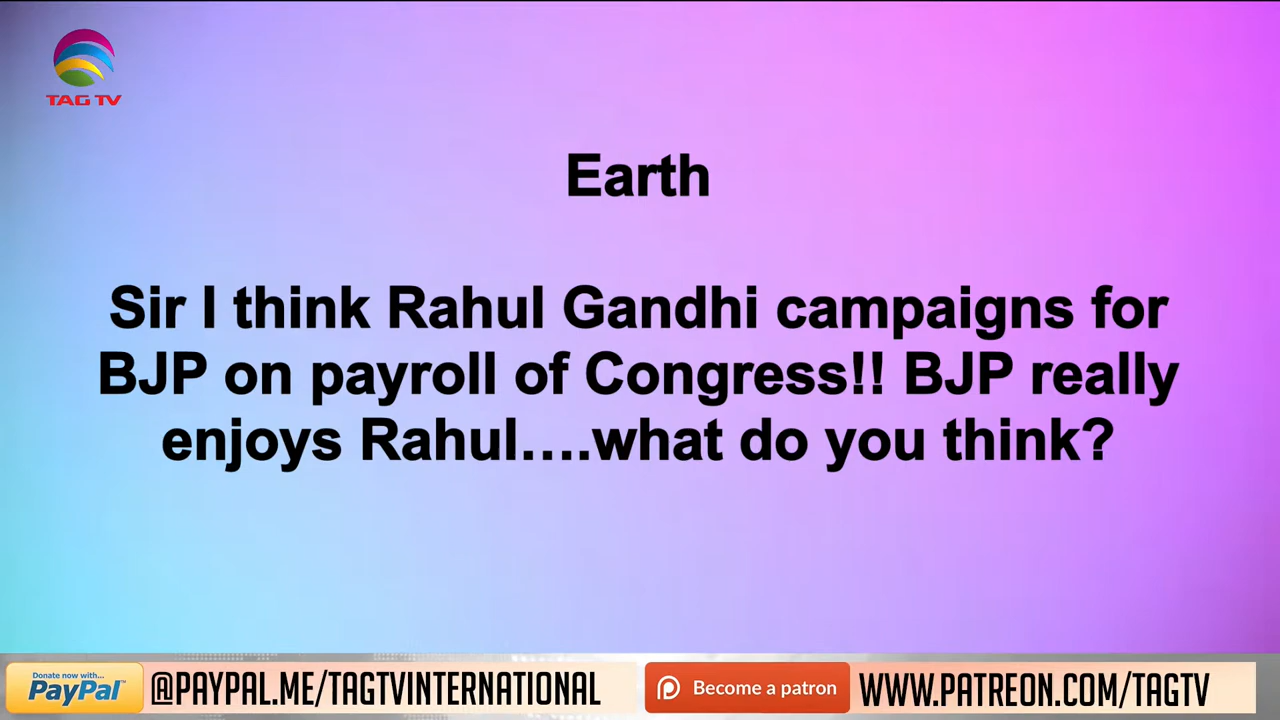 TAG TV
Earth
Sir I think Rahul Gandhi campaigns for
BJP on payroll of Congress!! BJP really
enjoys Rahul....what do you think?
Donate now with...
PayPal™
@PAYPAL.ME/TAGTVINTERNATIONAL
Become a patron
WWW.PATREON.COM/TAGTV